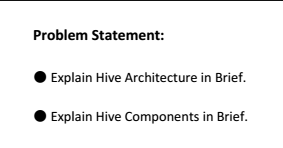 Problem Statement:
● Explain Hive Architecture in Brief.
● Explain Hive Components in Brief.